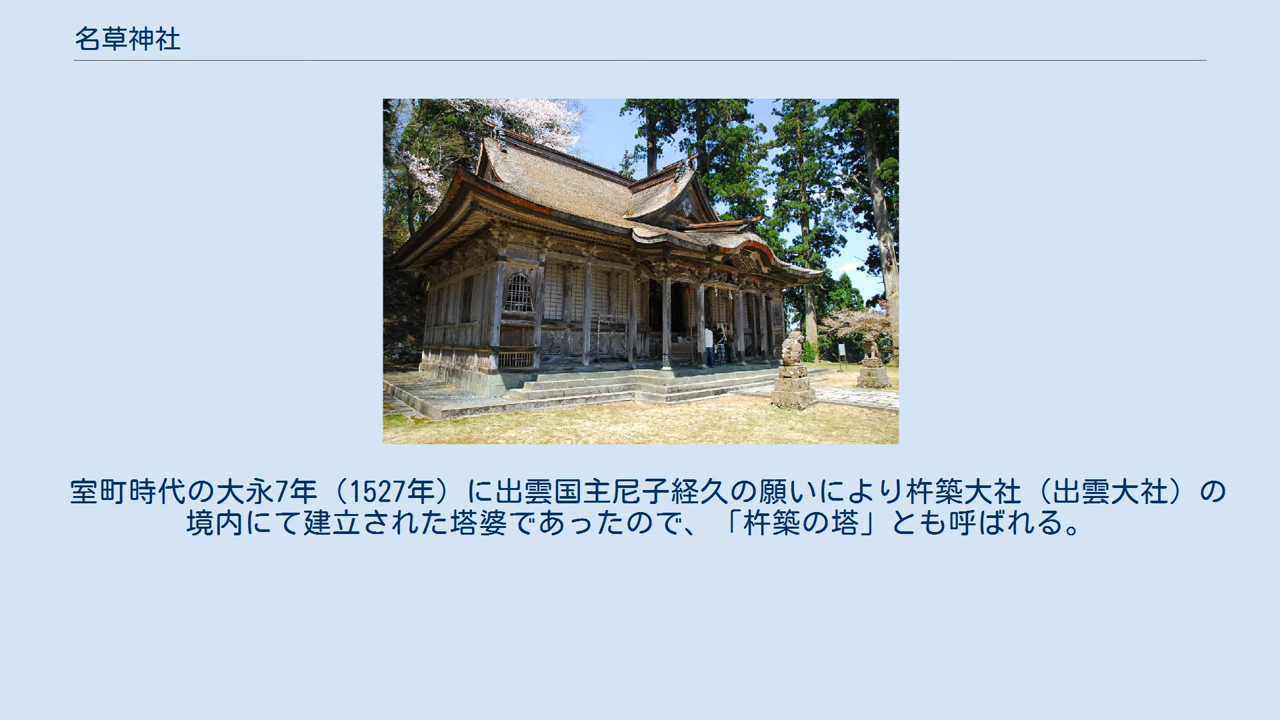 名草神社
室町時代の大永7年（1527年）に出雲国主尼子経久の願いにより杵築大社（出雲大社）の
境内にて建立された塔婆であったので、「杵築の塔」とも呼ばれる。